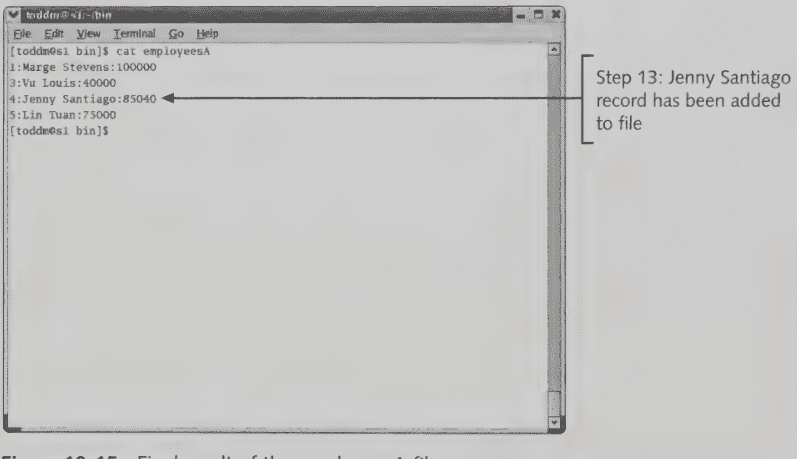 toddm@s1:~/bin
File Edit View Terminal Go Help
[toddm@s1 bin]$ cat employeesA
1:Marge Stevens:100000
3:Vu Louis:40000
4:Jenny Santiago:85040
5:Lin Tuan:75000
[toddm@s1 bin]$
Step 13: Jenny Santiago
record has been added
to file